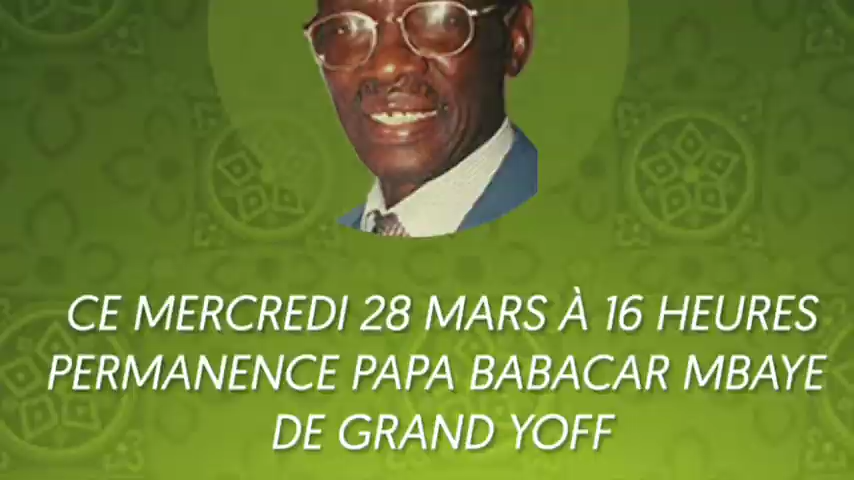 CE MERCREDI 28 MARS À 16 HEURES
PERMANENCE PAPA BABACAR MBAYE
DE GRAND YOFF